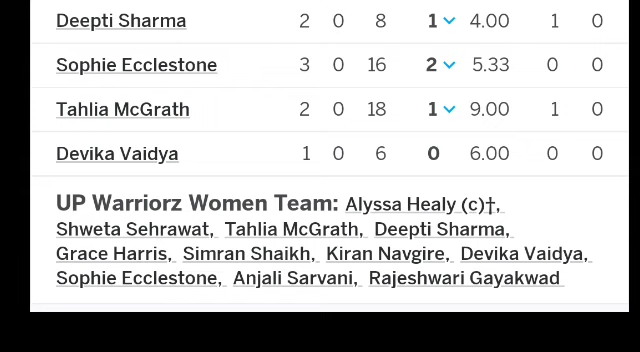 Deepti Sharma 2 0 8 1 4.00 1 0
Sophie Ecclestone 3 0 16 2 5.33 0 0
Tahlia McGrath 2 0 18 1 9.00 1 0
Devika Vaidya 1 0 6 0 6.00 0 0
UP Warriorz Women Team: Alyssa Healy (c)†,
Shweta Sehrawat, Tahlia McGrath, Deepti Sharma,
Grace Harris, Simran Shaikh, Kiran Navgire, Devika Vaidya,
Sophie Ecclestone, Anjali Sarvani, Rajeshwari Gayakwad